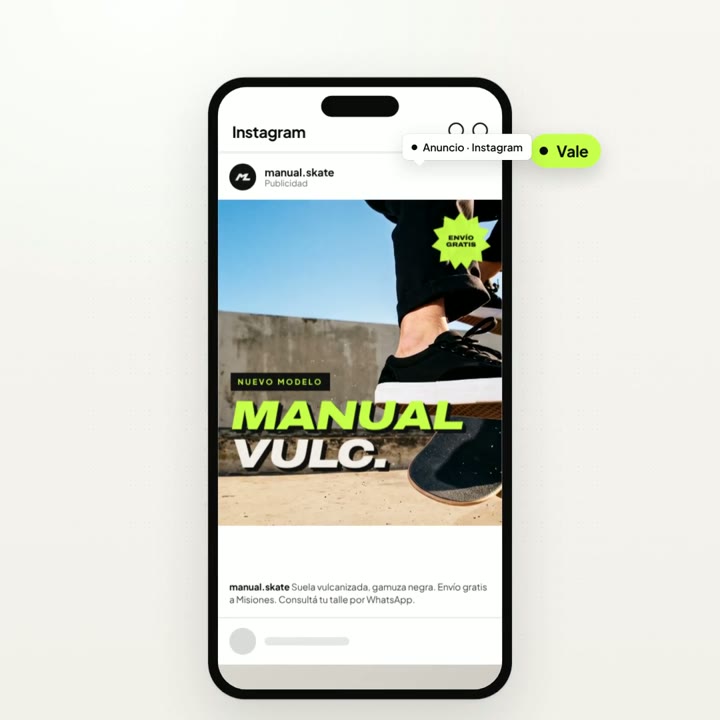 Instagram
Anuncio · Instagram
Vale
manual.skate
Publicidad
ENVÍO
GRATIS
NUEVO MODELO
MANUAL
VULC.
manual.skate Suela vulcanizada, gamuza negra. Envío gratis
a Misiones. Consultá tu talle por WhatsApp.